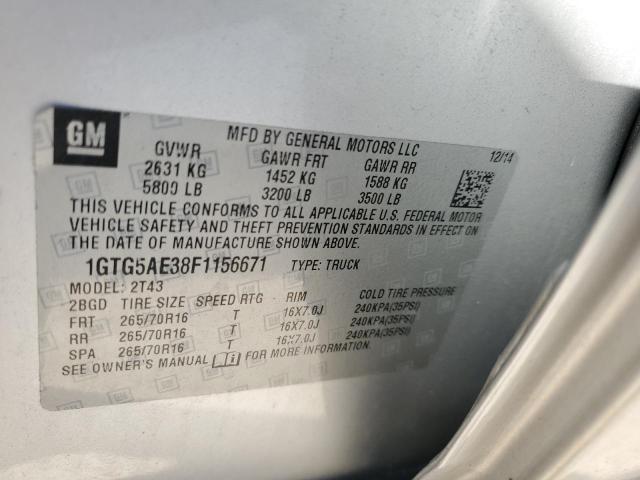 GM
MFD BY GENERAL MOTORS LLC
12/14
GVWR GAWR FRT GAWR RR
2631 KG 1452 KG 1588 KG
5800 LB 3200 LB 3500 LB
THIS VEHICLE CONFORMS TO ALL APPLICABLE U.S. FEDERAL MOTOR
VEHICLE SAFETY AND THEFT PREVENTION STANDARDS IN EFFECT ON
THE DATE OF MANUFACTURE SHOWN ABOVE.
1GTG5AE38F1156671 TYPE: TRUCK
MODEL: 2T43
2BGD TIRE SIZE SPEED RTG RIM COLD TIRE PRESSURE
FRT 265/70R16 T 16X7.0J 240KPA(35PSI)
RR 265/70R16 T 16X7.0J 240KPA(35PSI)
SPA 265/70R16 T 16X7.0J 240KPA(35PSI)
SEE OWNER'S MANUAL FOR MORE INFORMATION.